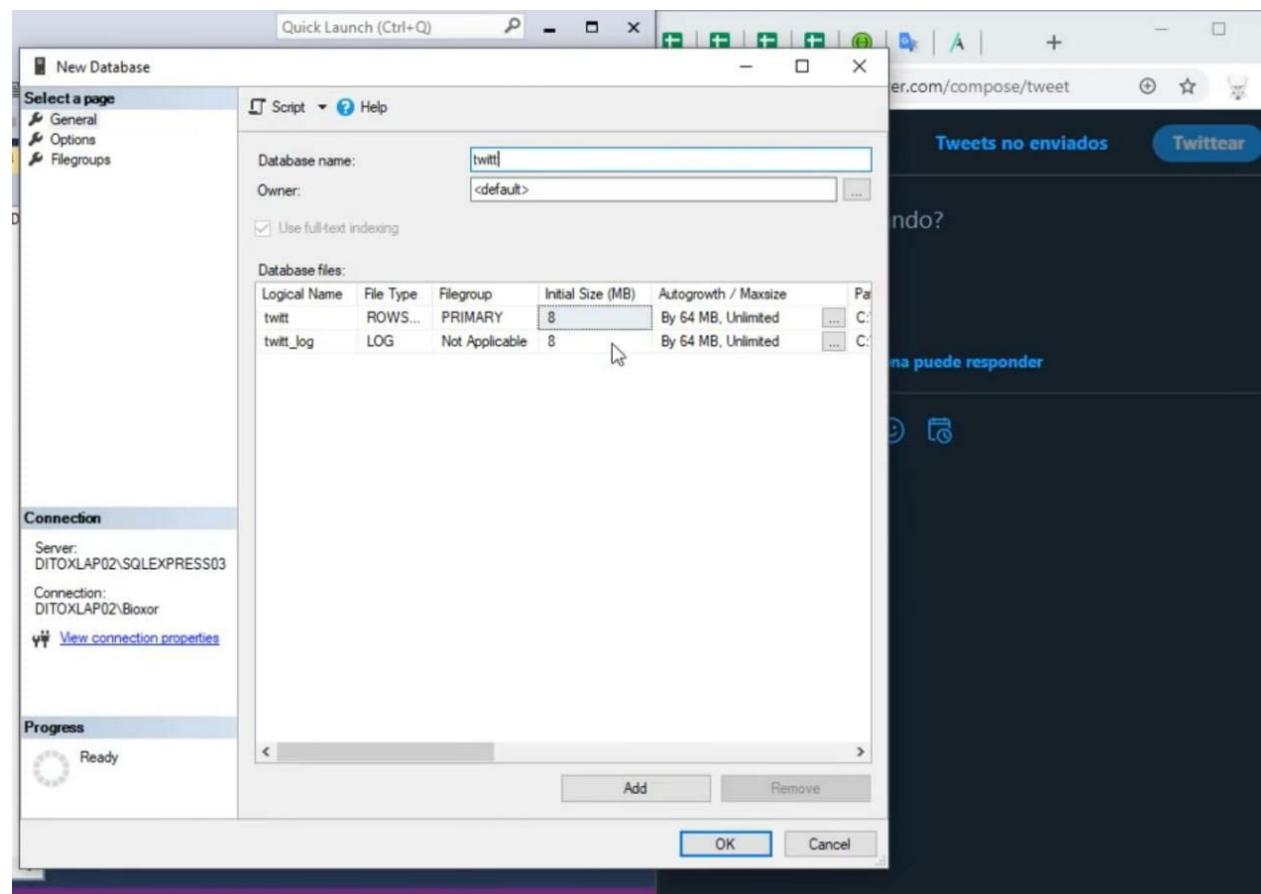 Quick Launch (Ctrl+Q)
New Database
Select a page
General
Options
Filegroups
Script
Help
Database name:
twitt
Owner:
<default>
...
Use full-text indexing
Database files:
Logical Name File Type Filegroup Initial Size (MB) Autogrowth / Maxsize Pa
twitt ROWS... PRIMARY 8 By 64 MB, Unlimited ... C:
twitt_log LOG Not Applicable 8 By 64 MB, Unlimited ... C:
Connection
Server:
DITOXLAP02\SQLEXPRESS03
Connection:
DITOXLAP02\Bioxor
View connection properties
Progress
Ready
Add Remove
OK Cancel
er.com/compose/tweet
Tweets no enviados
Twittear
ndo?
na puede responder